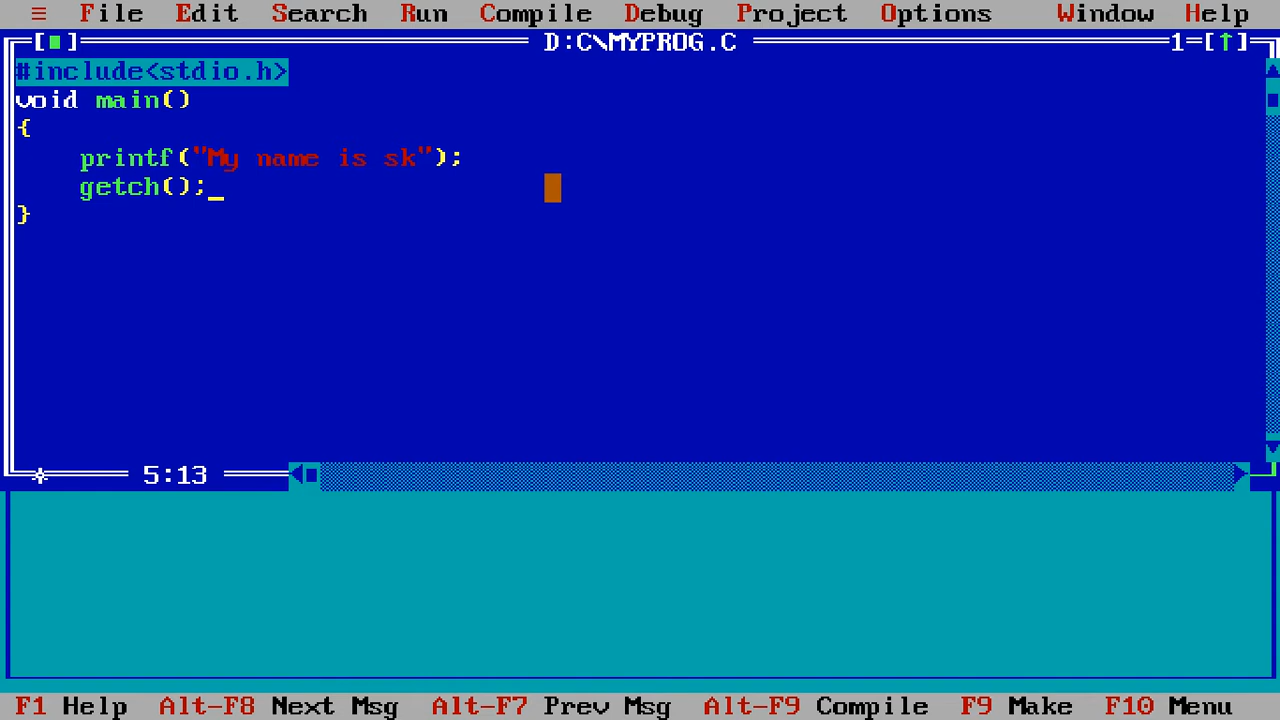 ≡ File Edit Search Run Compile Debug Project Options Window Help
[■] D:C\MYPROG.C 1=[↑]
#include<stdio.h>
void main()
{
    printf("My name is sk");
    getch();
}
5:13
F1 Help Alt-F8 Next Msg Alt-F7 Prev Msg Alt-F9 Compile F9 Make F10 Menu